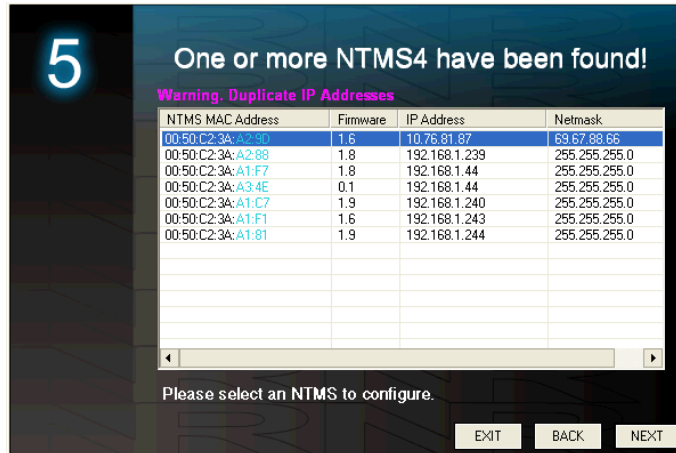 5
One or more NTMS4 have been found!
Warning. Duplicate IP Addresses
NTMS MAC Address Firmware IP Address Netmask
00:50:C2:3A:A2:9D 1.6 10.76.81.87 69.67.88.66
00:50:C2:3A:A2:88 1.8 192.168.1.239 255.255.255.0
00:50:C2:3A:A1:F7 1.8 192.168.1.44 255.255.255.0
00:50:C2:3A:A3:4E 0.1 192.168.1.44 255.255.255.0
00:50:C2:3A:A1:C7 1.9 192.168.1.240 255.255.255.0
00:50:C2:3A:A1:F1 1.6 192.168.1.243 255.255.255.0
00:50:C2:3A:A1:81 1.9 192.168.1.244 255.255.255.0
Please select an NTMS to configure.
EXIT BACK NEXT